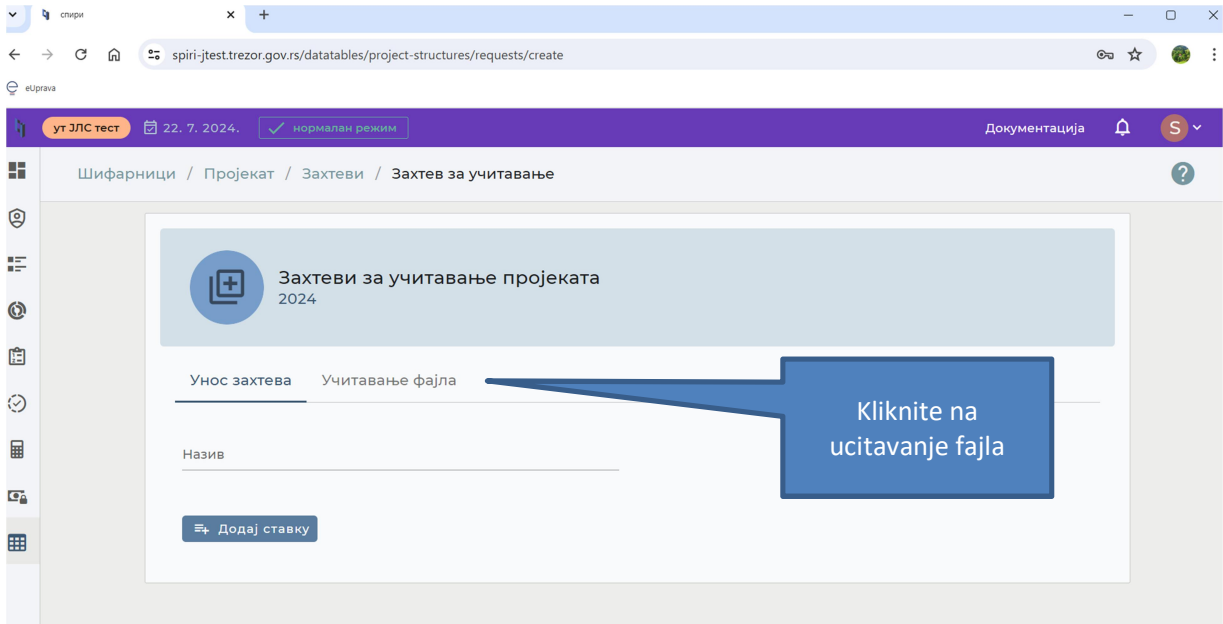 спири
spiri-jtest.trezor.gov.rs/datatables/project-structures/requests/create
eUprava
ут ЈЛС тест 22. 7. 2024. нормалан режим Документација S
Шифарници / Пројекат / Захтеви / Захтев за учитавање
Захтеви за учитавање пројеката
2024
Унос захтева Учитавање фајла
Kliknite na
ucitavanje fajla
Назив
Додај ставку